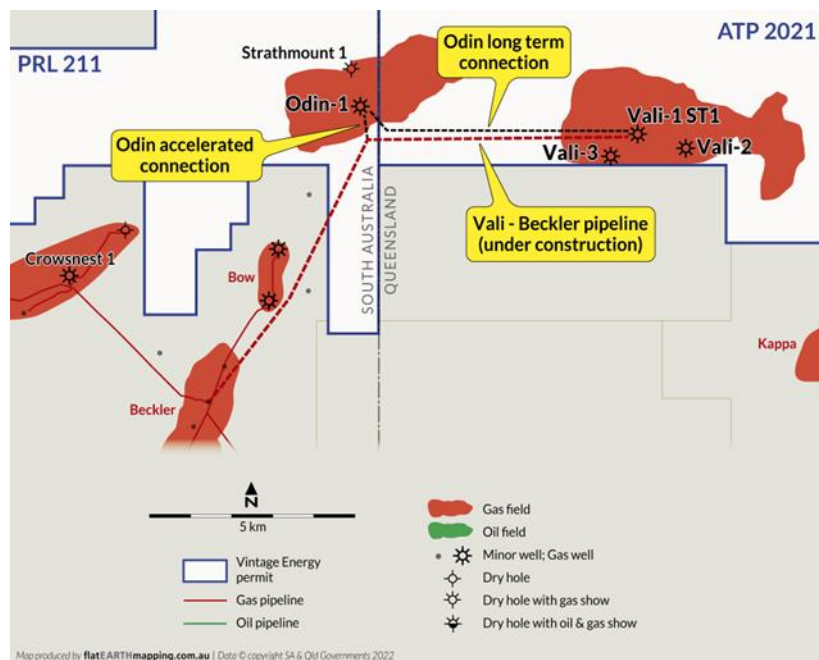 PRL 211
ATP 2021
Strathmount 1
Odin long term
connection
Odin-1
Odin accelerated
connection
Vali-1 ST1
Vali-2
Vali-3
Vali - Beckler pipeline
(under construction)
SOUTH AUSTRALIA
QUEENSLAND
Crowsnest 1
Bow
Kappa
Beckler
N
5 km
Vintage Energy
permit
Gas pipeline
Oil pipeline
Gas field
Oil field
Minor well; Gas well
Dry hole
Dry hole with gas show
Dry hole with oil & gas show
Map produced by flatEARTHmapping.com.au | Data © copyright SA & Qld Governments 2022